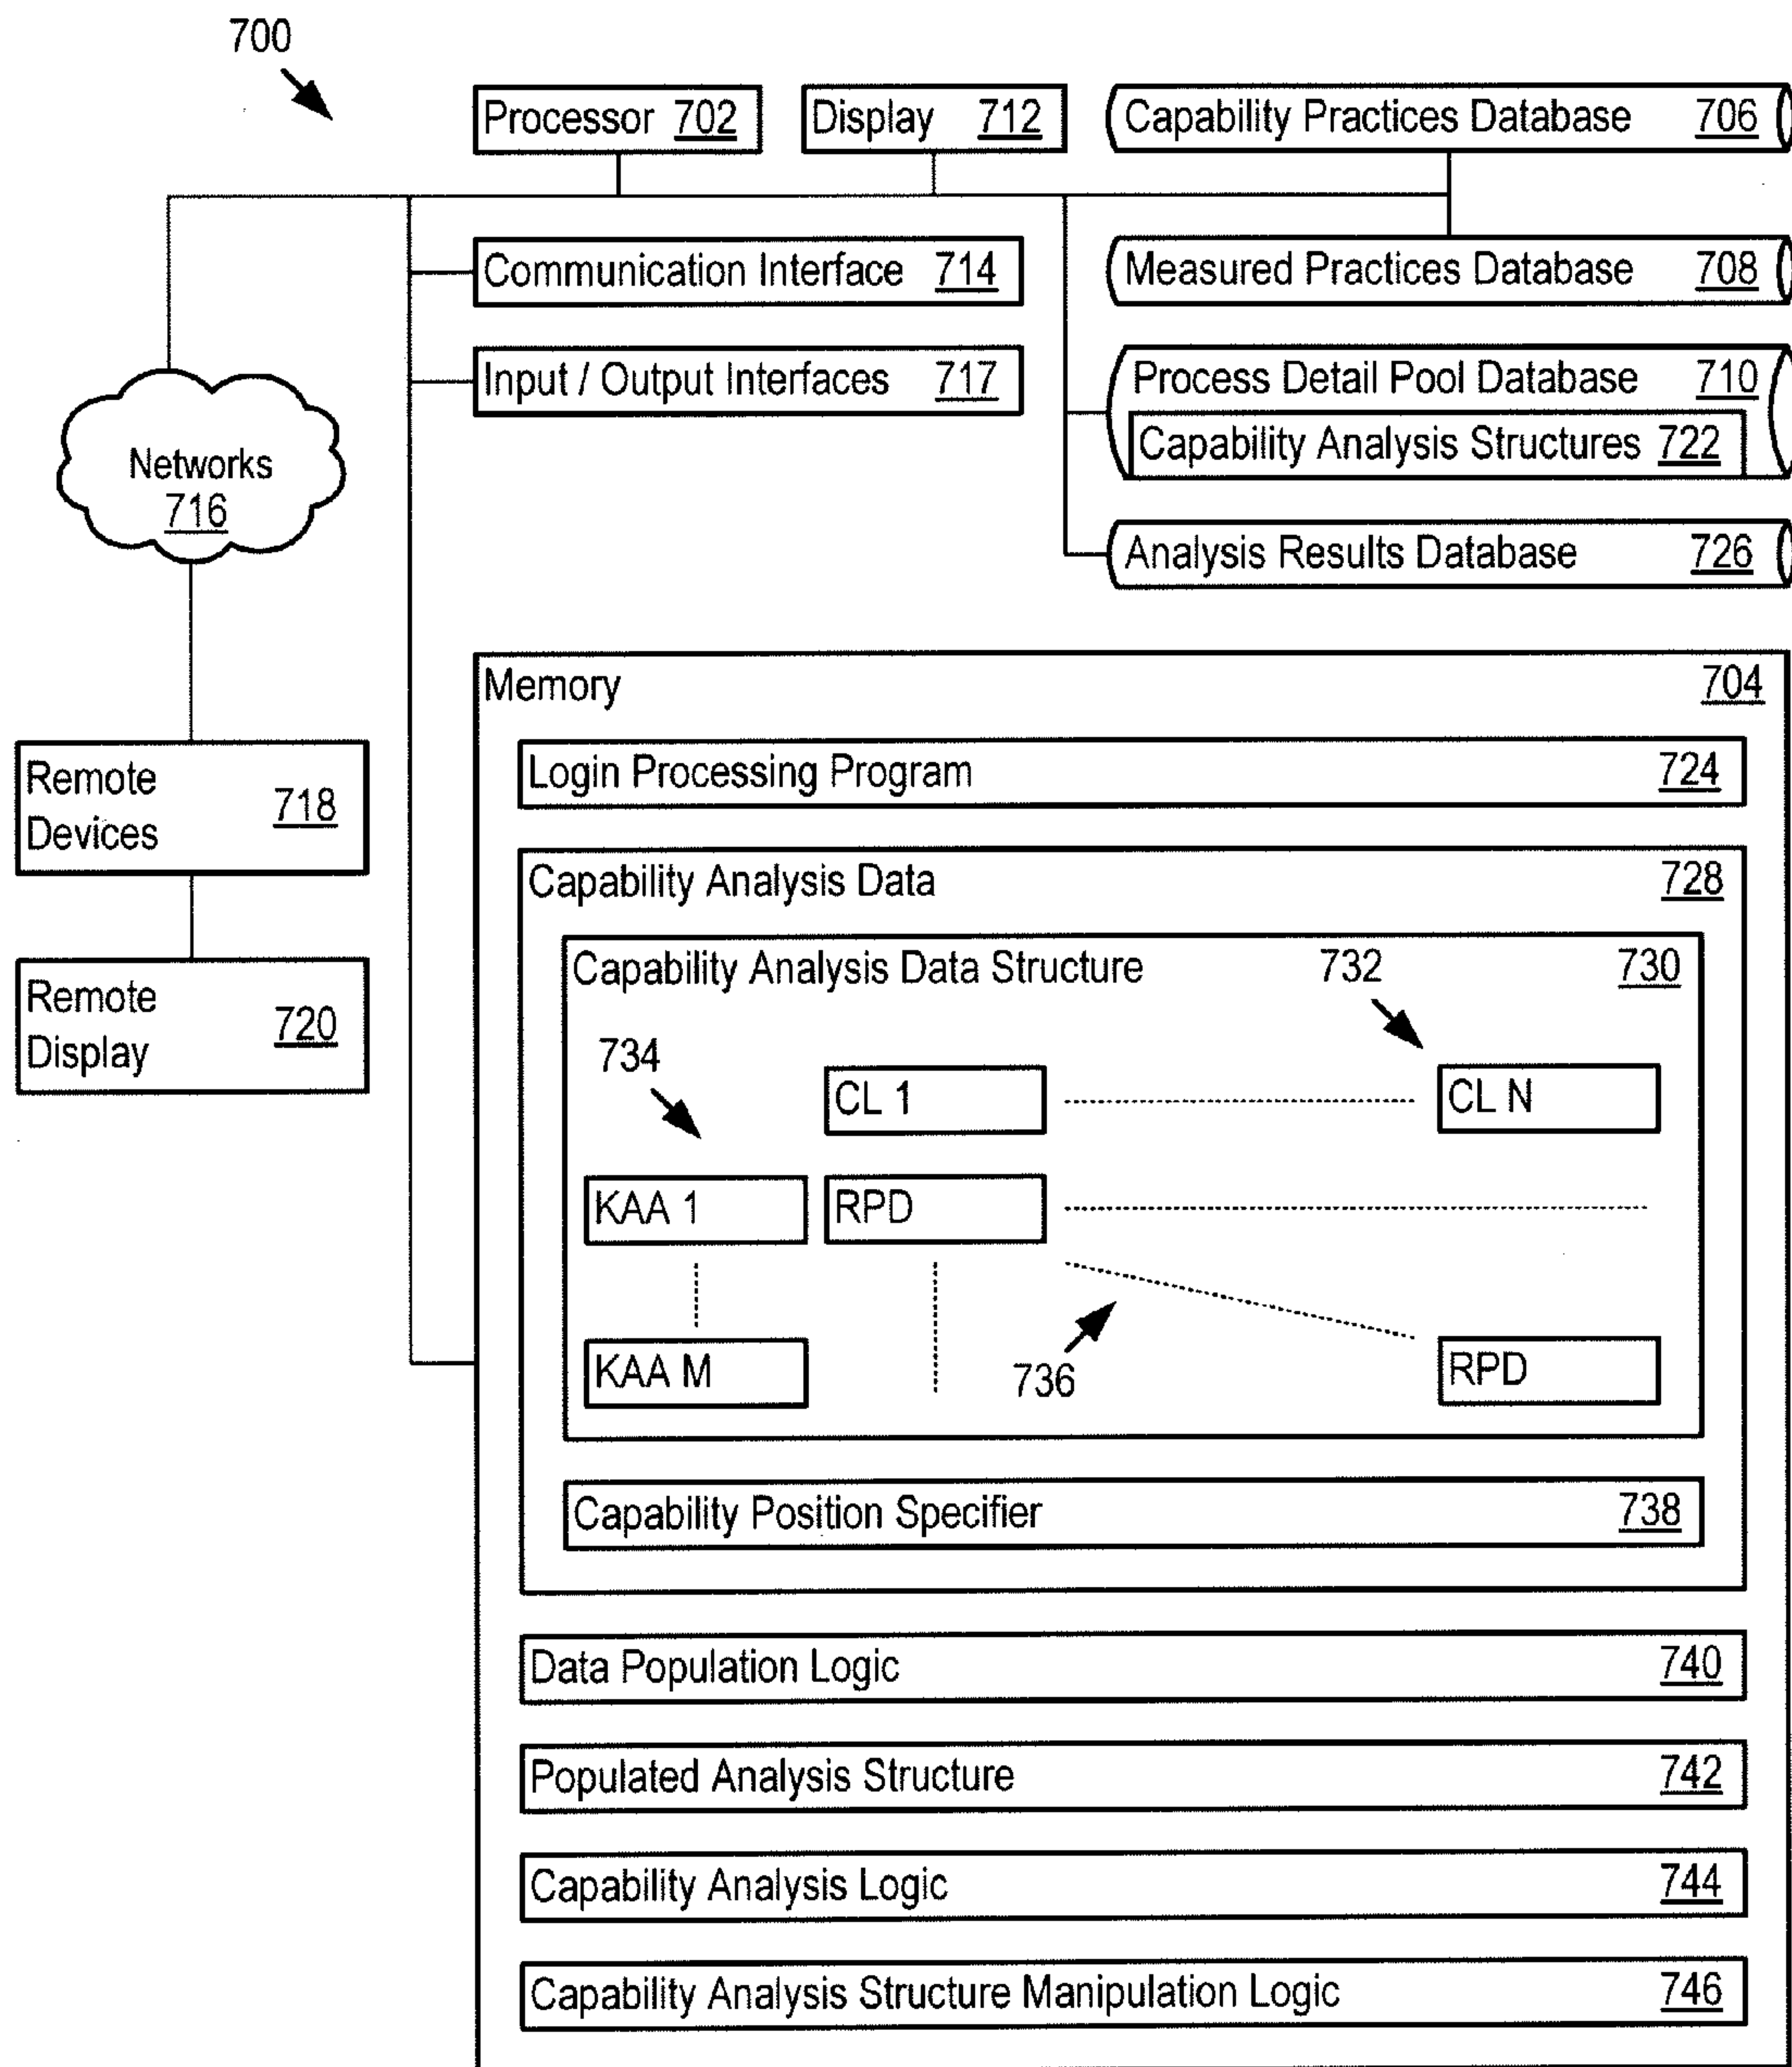 700
Processor 702
Display 712
Capability Practices Database 706
Communication Interface 714
Measured Practices Database 708
Input / Output Interfaces 717
Process Detail Pool Database 710
Capability Analysis Structures 722
Networks
716
Analysis Results Database 726
Memory 704
Login Processing Program 724
Remote
Devices
718
Capability Analysis Data 728
Remote
Display
720
Capability Analysis Data Structure 730
732
734
CL 1
CL N
KAA 1
RPD
KAA M
736
RPD
Capability Position Specifier 738
Data Population Logic 740
Populated Analysis Structure 742
Capability Analysis Logic 744
Capability Analysis Structure Manipulation Logic 746